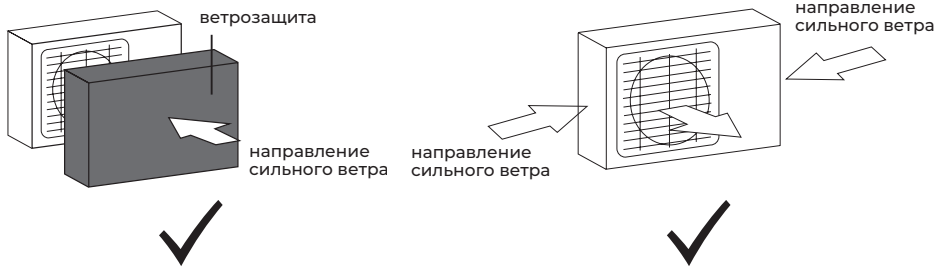 ветрозащита
направление
сильного ветра
направление
сильного ветра
направление
сильного ветра